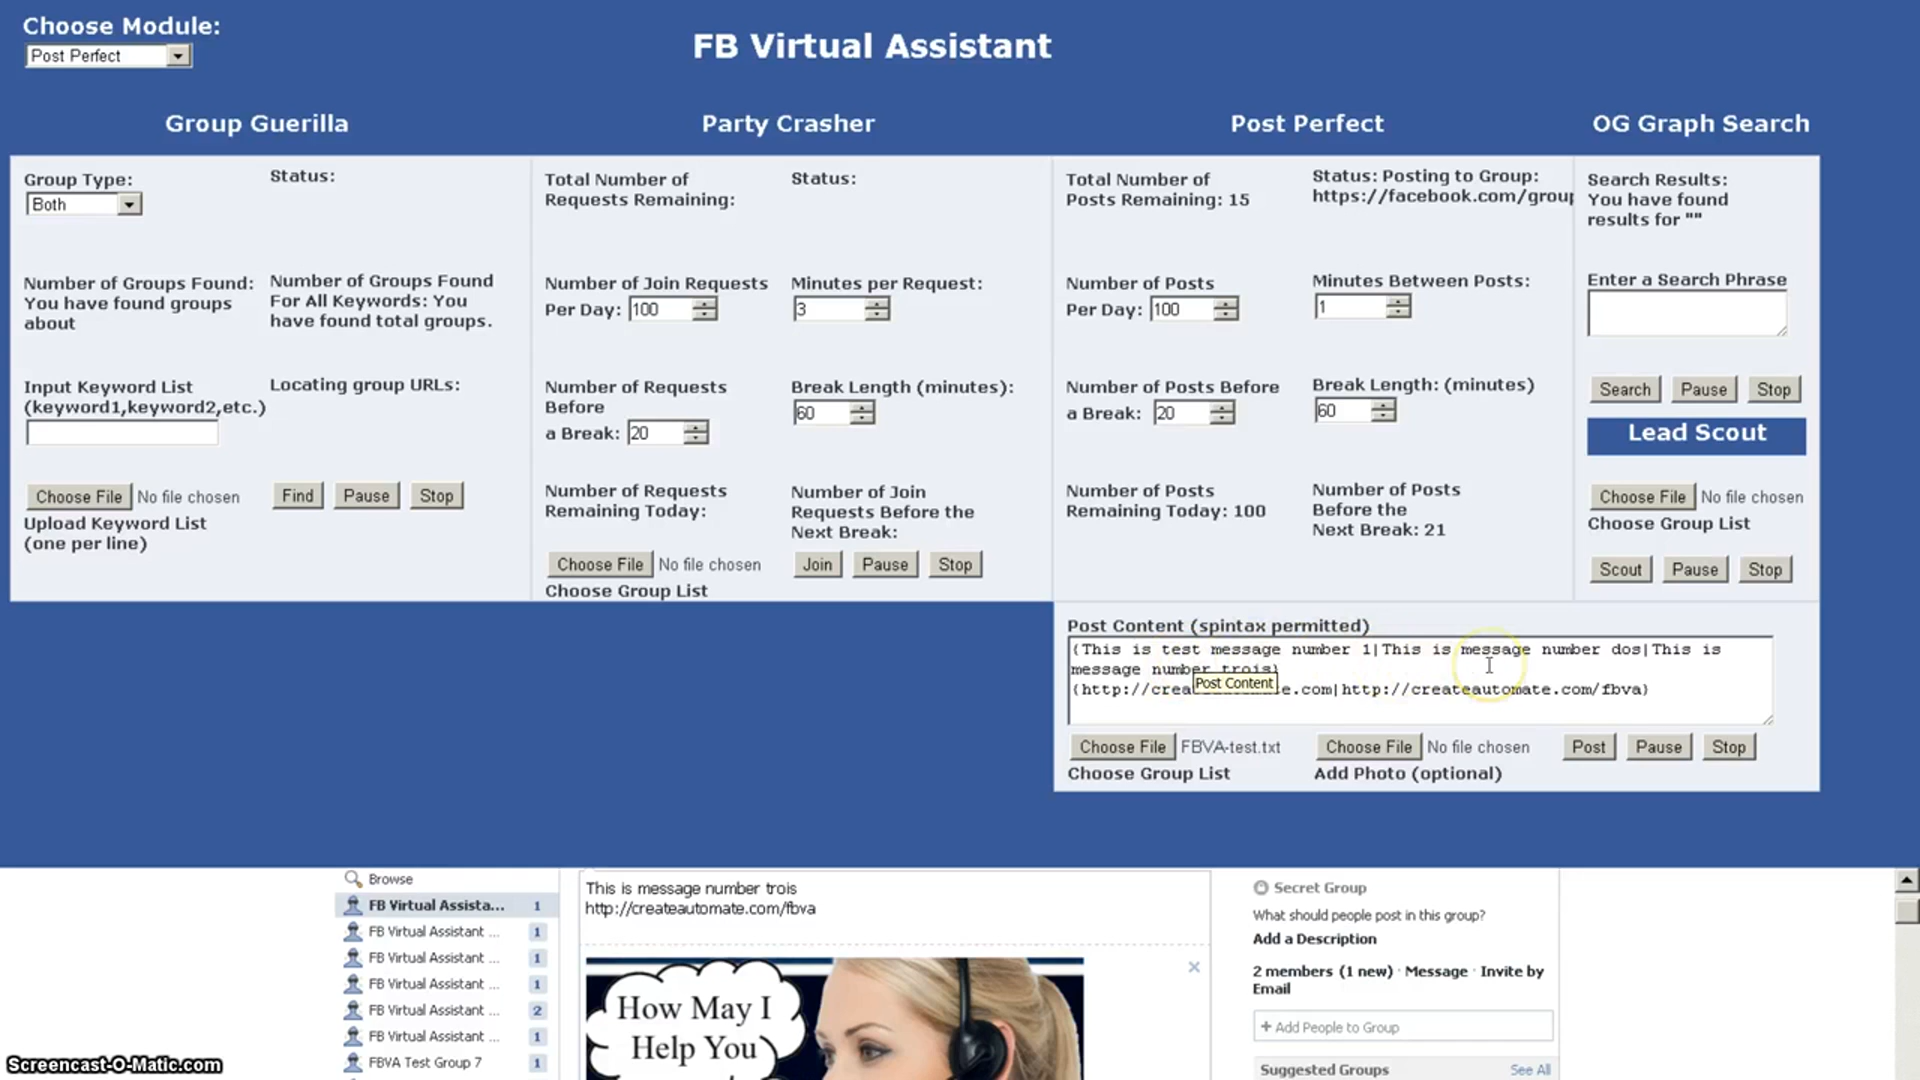 Choose Module:
Post Perfect
FB Virtual Assistant
Group Guerilla
Party Crasher
Post Perfect
OG Graph Search
Group Type:
Both
Status:
Number of Groups Found:
You have found groups
about
Number of Groups Found
For All Keywords: You
have found total groups.
Input Keyword List
(keyword1,keyword2,etc.)
Locating group URLs:
Choose File No file chosen
Find Pause Stop
Upload Keyword List
(one per line)
Total Number of
Requests Remaining:
Status:
Number of Join Requests
Per Day: 100
Minutes per Request:
3
Number of Requests
Before
a Break: 20
Break Length (minutes):
60
Number of Requests
Remaining Today:
Number of Join
Requests Before the
Next Break:
Choose File No file chosen
Join Pause Stop
Choose Group List
Total Number of
Posts Remaining: 15
Status: Posting to Group:
https://facebook.com/group
Number of Posts
Per Day: 100
Minutes Between Posts:
1
Number of Posts Before
a Break: 20
Break Length: (minutes)
60
Number of Posts
Remaining Today: 100
Number of Posts
Before the
Next Break: 21
Search Results:
You have found
results for ""
Enter a Search Phrase
Search Pause Stop
Lead Scout
Choose File No file chosen
Choose Group List
Scout Pause Stop
Post Content (spintax permitted)
{This is test message number 1|This is message number dos|This is
message number trois}
Post Content
{http://crea te.com|http://createautomate.com/fbva}
Choose File FBVA-test.txt
Choose File No file chosen
Post Pause Stop
Choose Group List
Add Photo (optional)
Browse
FB Virtual Assista... 1
FB Virtual Assistant ... 1
FB Virtual Assistant ... 1
FB Virtual Assistant ... 1
FB Virtual Assistant ... 2
FB Virtual Assistant ... 1
FBVA Test Group 7 1
This is message number trois
http://createautomate.com/fbva
How May I
Help You
Secret Group
What should people post in this group?
Add a Description
2 members (1 new) · Message · Invite by
Email
+ Add People to Group
Suggested Groups See All
Screencast-O-Matic.com